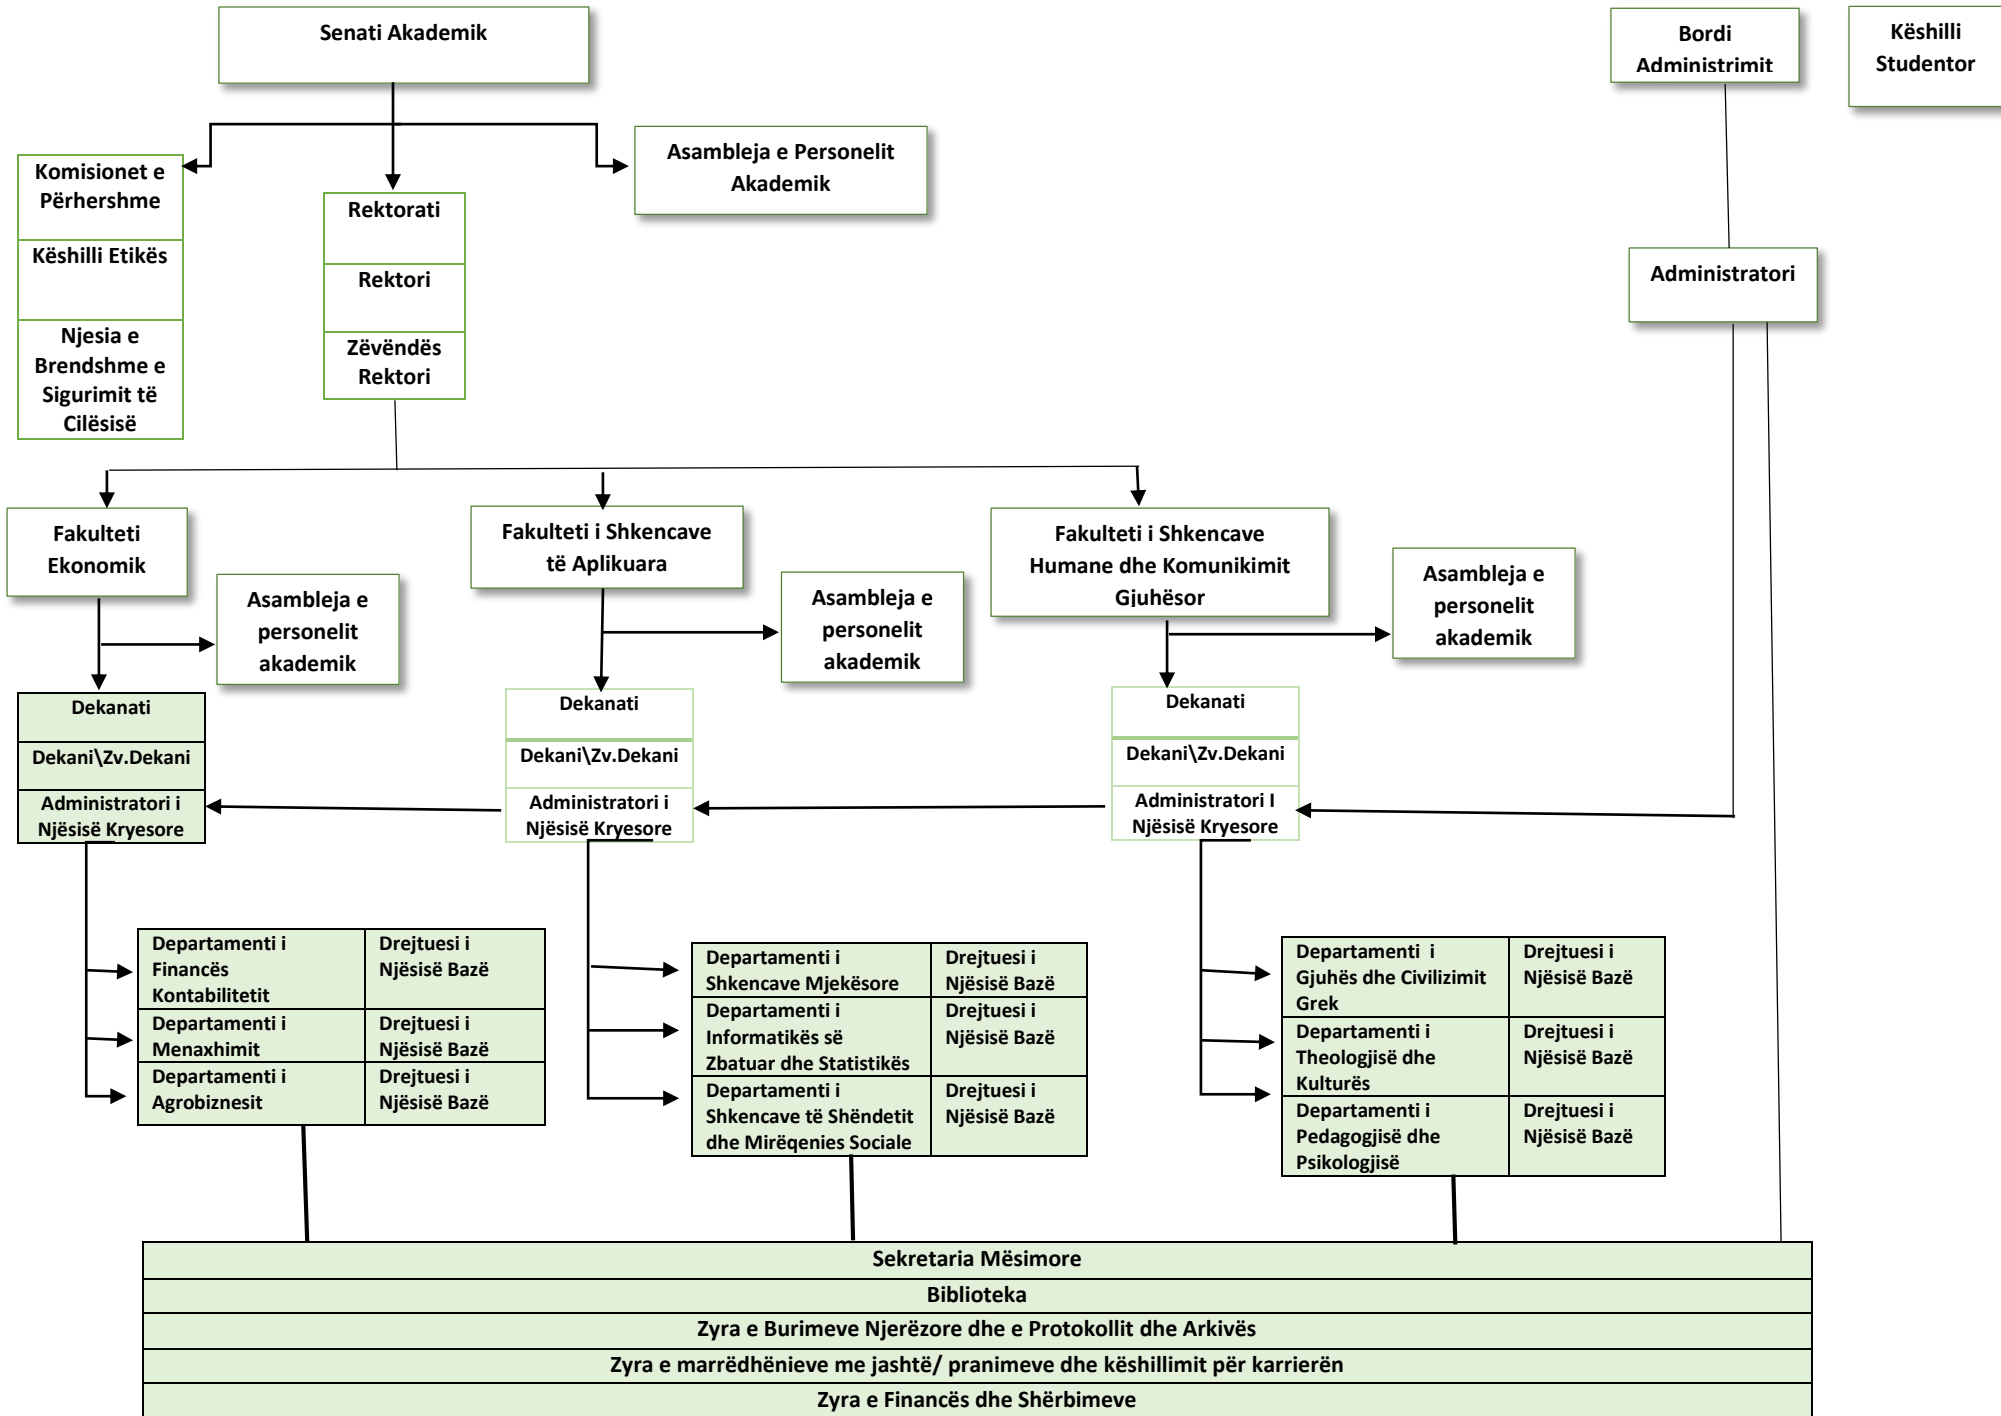 Senati Akademik
Bordi
Administrimit
Këshilli
Studentor
Komisionet e
Përhershme
Këshilli Etikës
Njesia e
Brendshme e
Sigurimit të
Cilësisë
Rektorati
Rektori
Zëvëndës
Rektori
Asambleja e Personelit
Akademik
Administratori
Fakulteti
Ekonomik
Asambleja e
personelit
akademik
Fakulteti i Shkencave
të Aplikuara
Asambleja e
personelit
akademik
Fakulteti i Shkencave
Humane dhe Komunikimit
Gjuhësor
Asambleja e
personelit
akademik
Dekanati
Dekani\Zv.Dekani
Administratori i
Njësisë Kryesore
Dekanati
Dekani\Zv.Dekani
Administratori i
Njësisë Kryesore
Dekanati
Dekani\Zv.Dekani
Administratori I
Njësisë Kryesore
Departamenti i
Financës
Kontabilitetit
Drejtuesi i
Njësisë Bazë
Departamenti i
Menaxhimit
Drejtuesi i
Njësisë Bazë
Departamenti i
Agrobiznesit
Drejtuesi i
Njësisë Bazë
Departamenti i
Shkencave Mjekësore
Drejtuesi i
Njësisë Bazë
Departamenti i
Informatikës së
Zbatuar dhe Statistikës
Drejtuesi i
Njësisë Bazë
Departamenti i
Shkencave të Shëndetit
dhe Mirëqenies Sociale
Drejtuesi i
Njësisë Bazë
Departamenti i
Gjuhës dhe Civilizimit
Grek
Drejtuesi i
Njësisë Bazë
Departamenti i
Theologjisë dhe
Kulturës
Drejtuesi i
Njësisë Bazë
Departamenti i
Pedagogjisë dhe
Psikologjisë
Drejtuesi i
Njësisë Bazë
Sekretaria Mësimore
Biblioteka
Zyra e Burimeve Njerëzore dhe e Protokollit dhe Arkivës
Zyra e marrëdhënieve me jashtë/ pranimeve dhe këshillimit për karrierën
Zyra e Financës dhe Shërbimeve